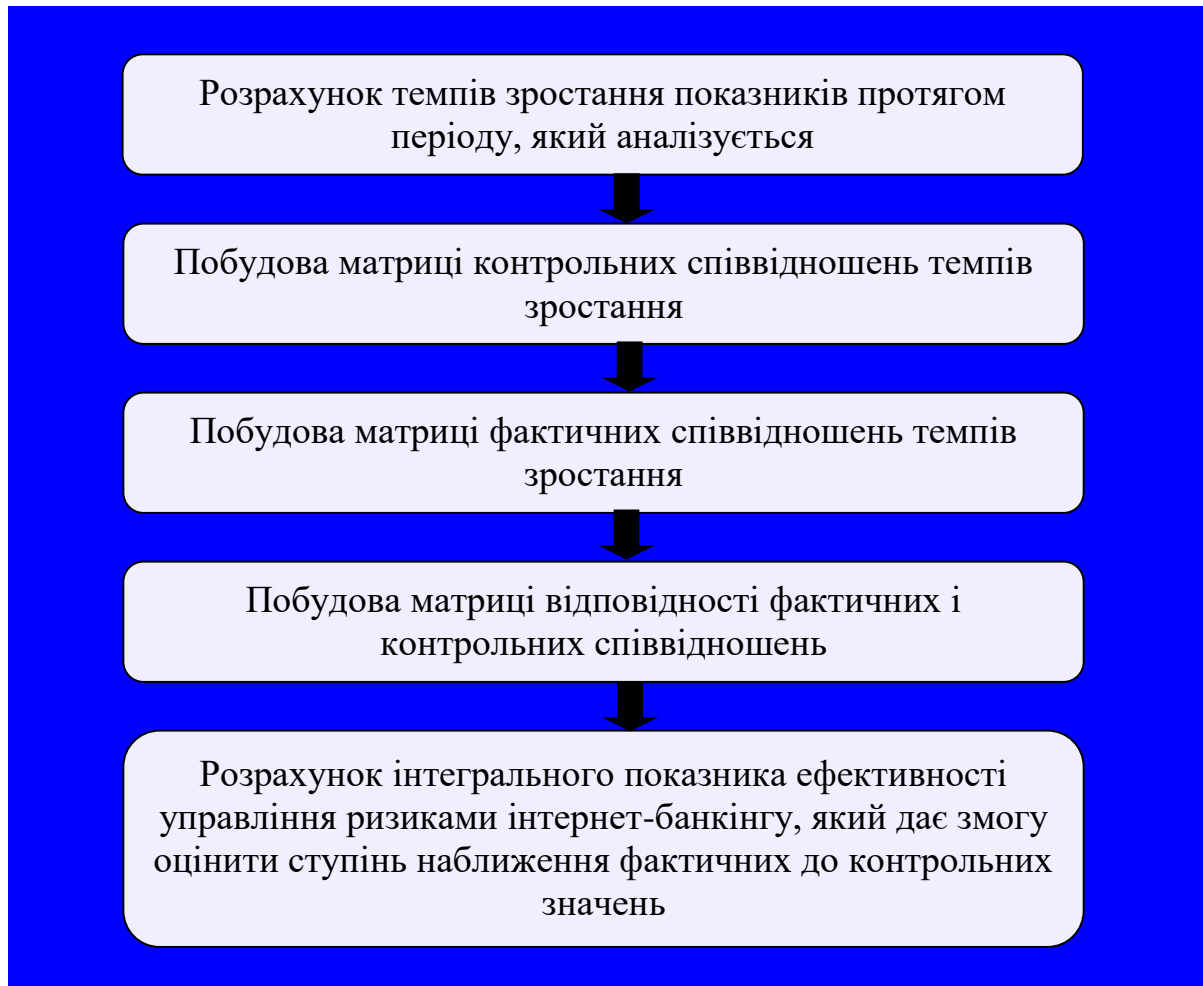 Розрахунок темпів зростання показників протягом
періоду, який аналізується
Побудова матриці контрольних співвідношень темпів
зростання
Побудова матриці фактичних співвідношень темпів
зростання
Побудова матриці відповідності фактичних і
контрольних співвідношень
Розрахунок інтегрального показника ефективності
управління ризиками інтернет-банкінгу, який дає змогу
оцінити ступінь наближення фактичних до контрольних
значень